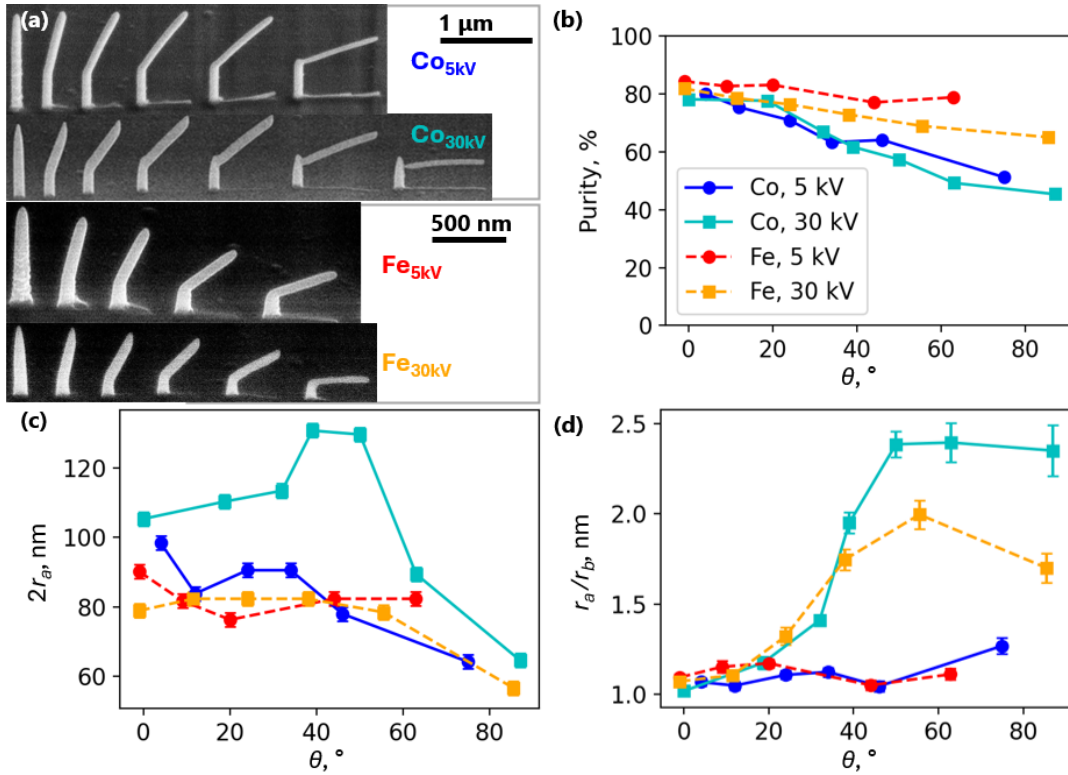 (a)
1 µm
Co5kV
Co30kV
500 nm
Fe5kV
Fe30kV
(b)
100
80
60
40
20
0
Purity, %
Co, 5 kV
Co, 30 kV
Fe, 5 kV
Fe, 30 kV
0 20 40 60 80
θ, °
(c)
120
100
80
60
2rₐ, nm
0 20 40 60 80
θ, °
(d)
2.5
2.0
1.5
1.0
rₐ/r_b, nm
0 20 40 60 80
θ, °